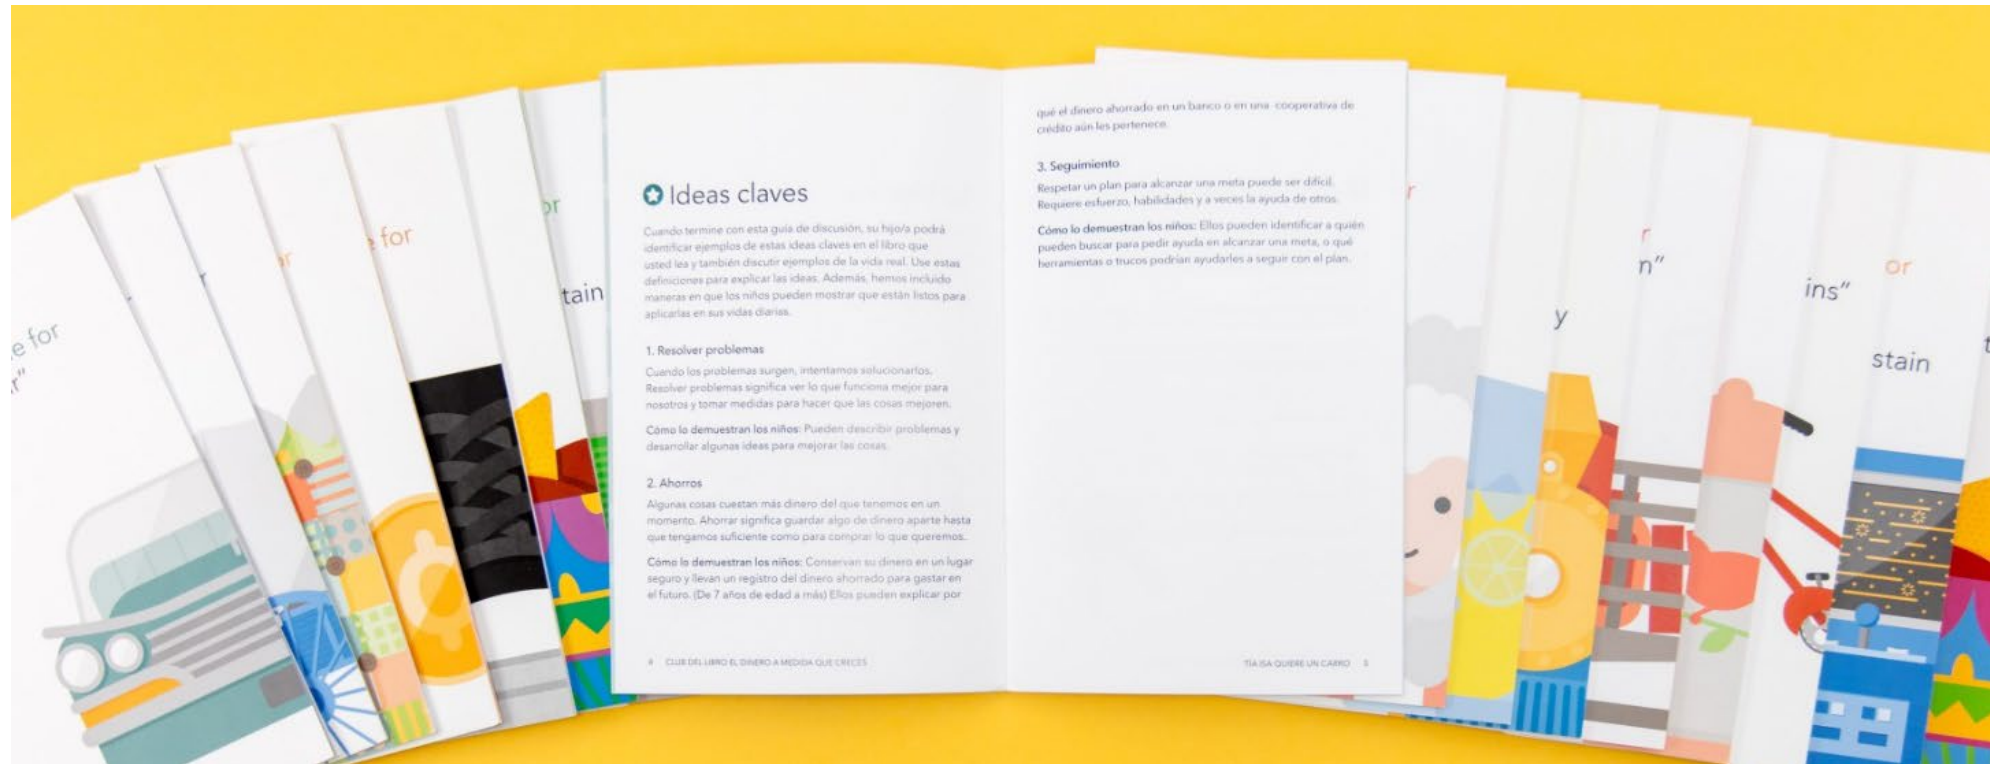 e for
r"
r
or
e for
or
tain
Ideas claves
Cuando termine con esta guía de discusión, su hijo/a podrá
identificar ejemplos de estas ideas claves en el libro que
usted lea y también discutir ejemplos de la vida real. Use estas
definiciones para explicar las ideas. Además, hemos incluido
maneras en que los niños pueden mostrar que están listos para
aplicarlas en sus vidas diarias.
1. Resolver problemas
Cuando los problemas surgen, intentamos solucionarlos.
Resolver problemas significa ver lo que funciona mejor para
nosotros y tomar medidas para hacer que las cosas mejoren.
Cómo lo demuestran los niños: Pueden describir problemas y
desarrollar algunas ideas para mejorar las cosas.
2. Ahorros
Algunas cosas cuestan más dinero del que tenemos en un
momento. Ahorrar significa guardar algo de dinero aparte hasta
que tengamos suficiente como para comprar lo que queremos.
Cómo lo demuestran los niños: Conservan su dinero en un lugar
seguro y llevan un registro del dinero ahorrado para gastar en
el futuro. (De 7 años de edad a más) Ellos pueden explicar por
4 CLUB DEL LIBRO EL DINERO A MEDIDA QUE CRECES
qué el dinero ahorrado en un banco o en una cooperativa de
crédito aún les pertenece.
3. Seguimiento
Respetar un plan para alcanzar una meta puede ser difícil.
Requiere esfuerzo, habilidades y a veces la ayuda de otros.
Cómo lo demuestran los niños: Ellos pueden identificar a quién
pueden buscar para pedir ayuda en alcanzar una meta, o qué
herramientas o trucos podrían ayudarles a seguir con el plan.
TÍA ISA QUIERE UN CARRO 5
r
y
r
n"
ins"
or
stain
t